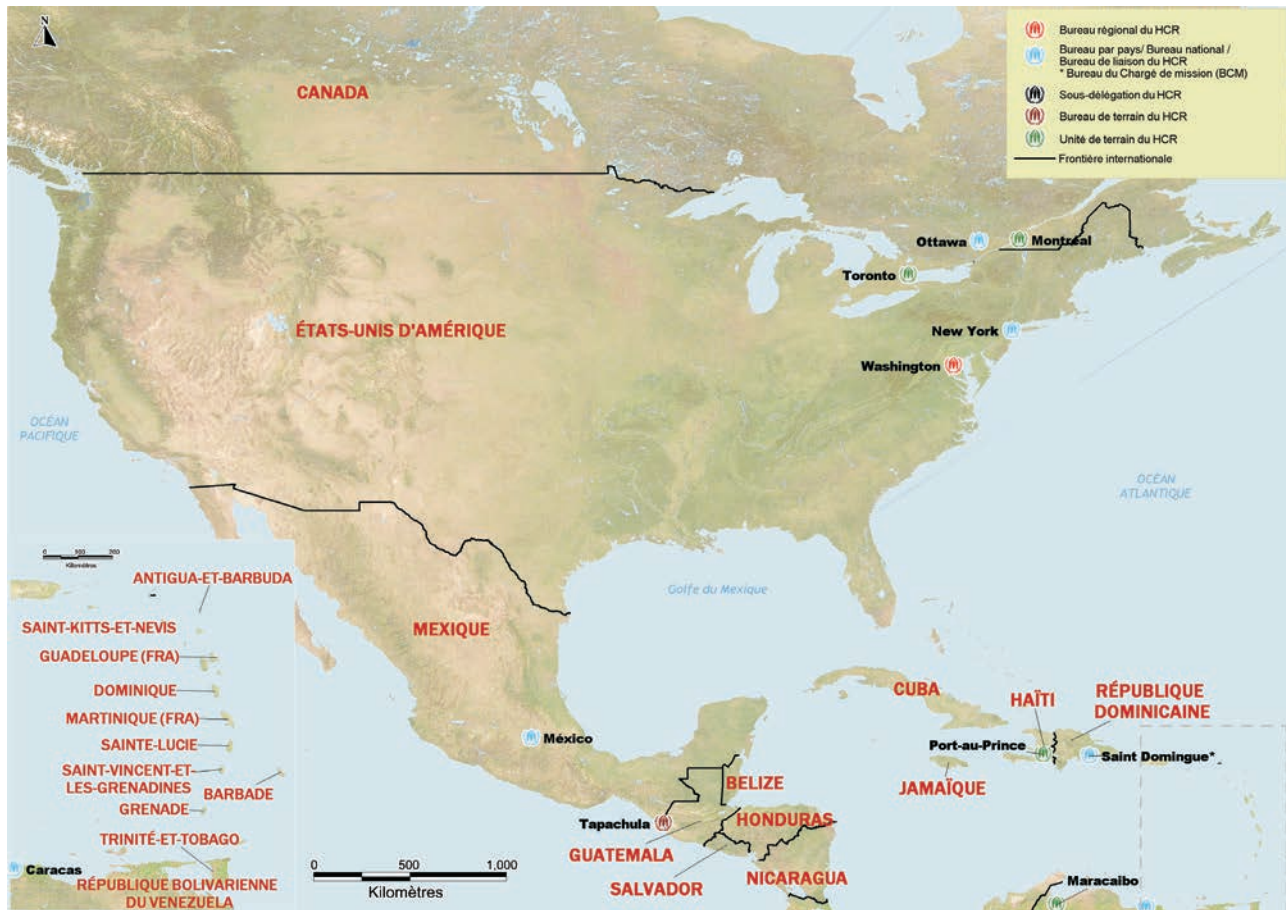 N
Bureau régional du HCR
Bureau par pays/ Bureau national /
Bureau de liaison du HCR
* Bureau du Chargé de mission (BCM)
Sous-délégation du HCR
Bureau de terrain du HCR
Unité de terrain du HCR
Frontière internationale
CANADA
Ottawa
Montréal
Toronto
ÉTATS-UNIS D'AMÉRIQUE
New York
Washington
OCÉAN
PACIFIQUE
OCÉAN
ATLANTIQUE
Golfe du Mexique
MEXIQUE
México
CUBA
HAÏTI
RÉPUBLIQUE
DOMINICAINE
Port-au-Prince
Saint Domingue*
JAMAÏQUE
BELIZE
Tapachula
HONDURAS
GUATEMALA
SALVADOR
NICARAGUA
Maracaibo
0 500 1,000
Kilomètres
0 100 200
Kilomètres
ANTIGUA-ET-BARBUDA
SAINT-KITTS-ET-NEVIS
GUADELOUPE (FRA)
DOMINIQUE
MARTINIQUE (FRA)
SAINTE-LUCIE
SAINT-VINCENT-ET-
LES-GRENADINES
BARBADE
GRENADE
TRINITÉ-ET-TOBAGO
Caracas
RÉPUBLIQUE BOLIVARIENNE
DU VENEZUELA